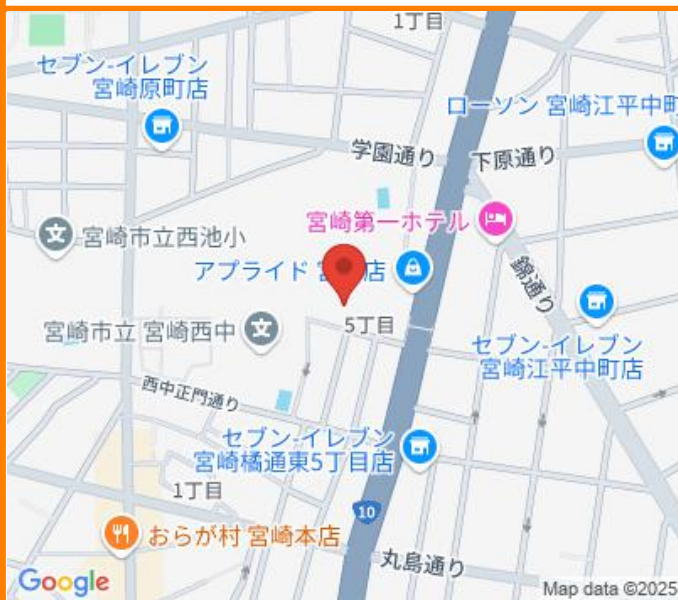 1丁目
セブン-イレブン
宮崎原町店
ローソン 宮崎江平中町
学園通り
下原通り
宮崎市立西池小
宮崎第一ホテル
アプライド 宮
店
錦通り
5丁目
宮崎市立 宮崎西中
セブン-イレブン
宮崎江平中町店
西中正門通り
セブン-イレブン
宮崎橘通東5丁目店
1丁目
10
おらが村 宮崎本店
丸島通り
Google
Map data ©2025